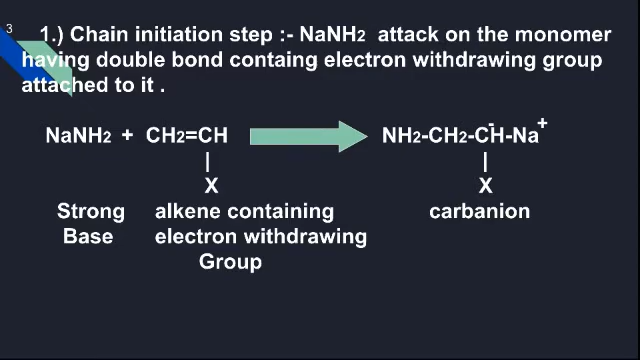 3
1.) Chain initiation step :- NaNH2 attack on the monomer
having double bond containg electron withdrawing group
attached to it .
NaNH2 + CH2=CH NH2-CH2-CH-Na
- +
| |
X X
Strong alkene containing carbanion
Base electron withdrawing
Group